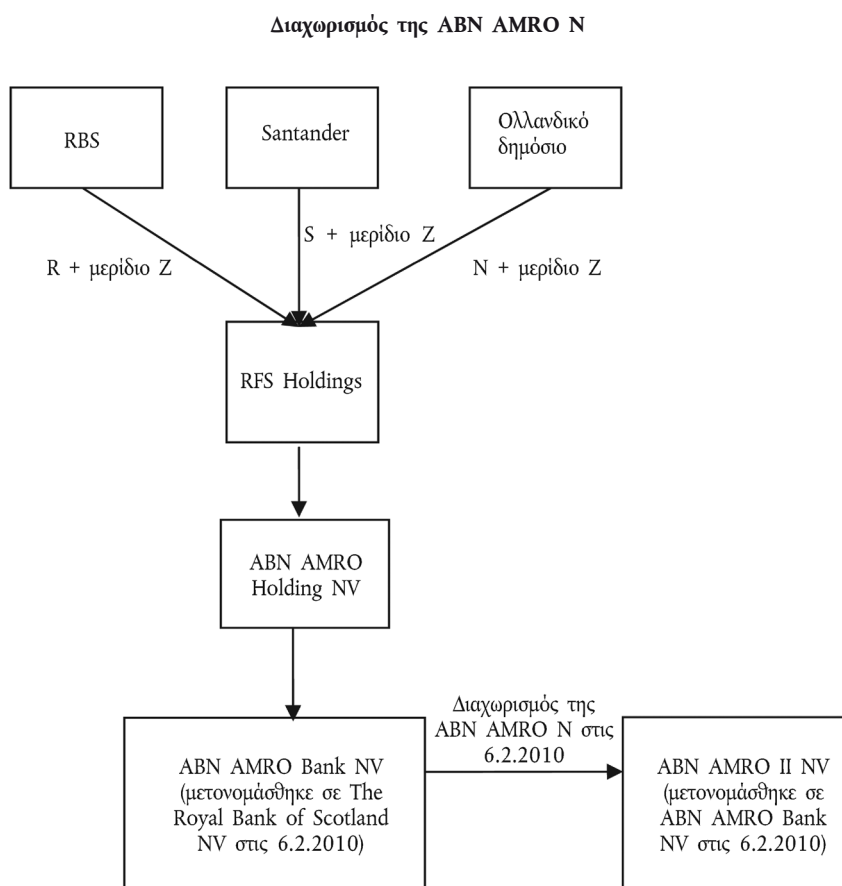 Διαχωρισμός της ABN AMRO N
RBS
Santander
Ολλανδικό
δημόσιο
R + μερίδιο Z
S + μερίδιο Z
N + μερίδιο Z
RFS Holdings
ABN AMRO
Holding NV
Διαχωρισμός της
ABN AMRO N στις
6.2.2010
ABN AMRO Bank NV
(μετονομάσθηκε σε The
Royal Bank of Scotland
NV στις 6.2.2010)
ABN AMRO II NV
(μετονομάσθηκε σε
ABN AMRO Bank
NV στις 6.2.2010)